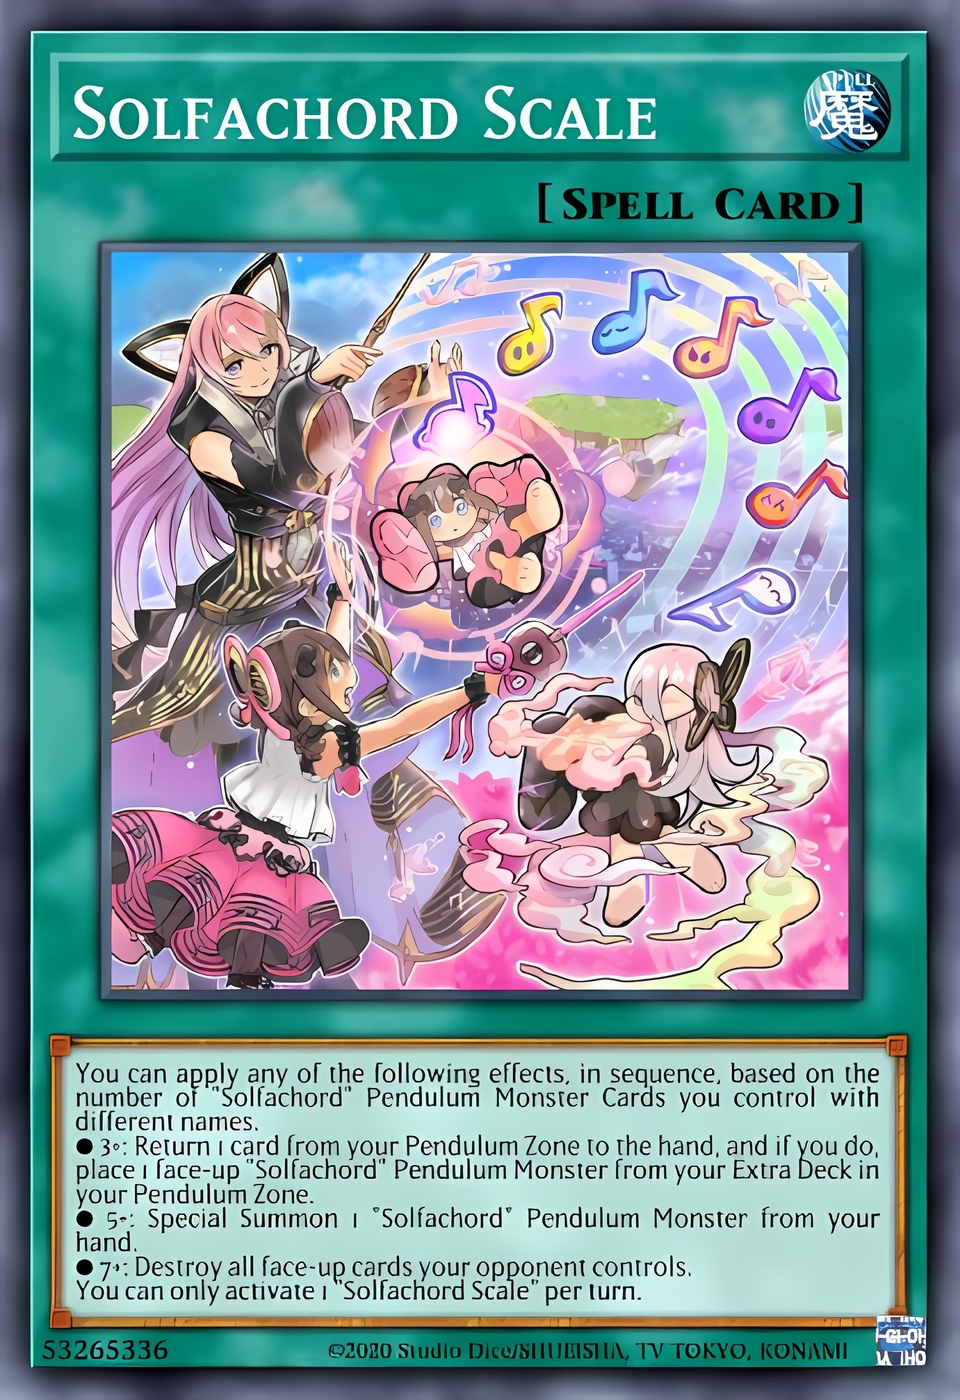 SOLFACHORD SCALE
魔
[SPELL CARD]
You can apply any of the following effects, in sequence, based on the
number of "Solfachord" Pendulum Monster Cards you control with
different names.
● 3+: Return 1 card from your Pendulum Zone to the hand, and if you do,
place 1 face-up "Solfachord" Pendulum Monster from your Extra Deck in
your Pendulum Zone.
● 5+: Special Summon 1 "Solfachord" Pendulum Monster from your
hand.
● 7+: Destroy all face-up cards your opponent controls.
You can only activate 1 "Solfachord Scale" per turn.
53265336
©2020 Studio Dice/SHUEISHA, TV TOKYO, KONAMI